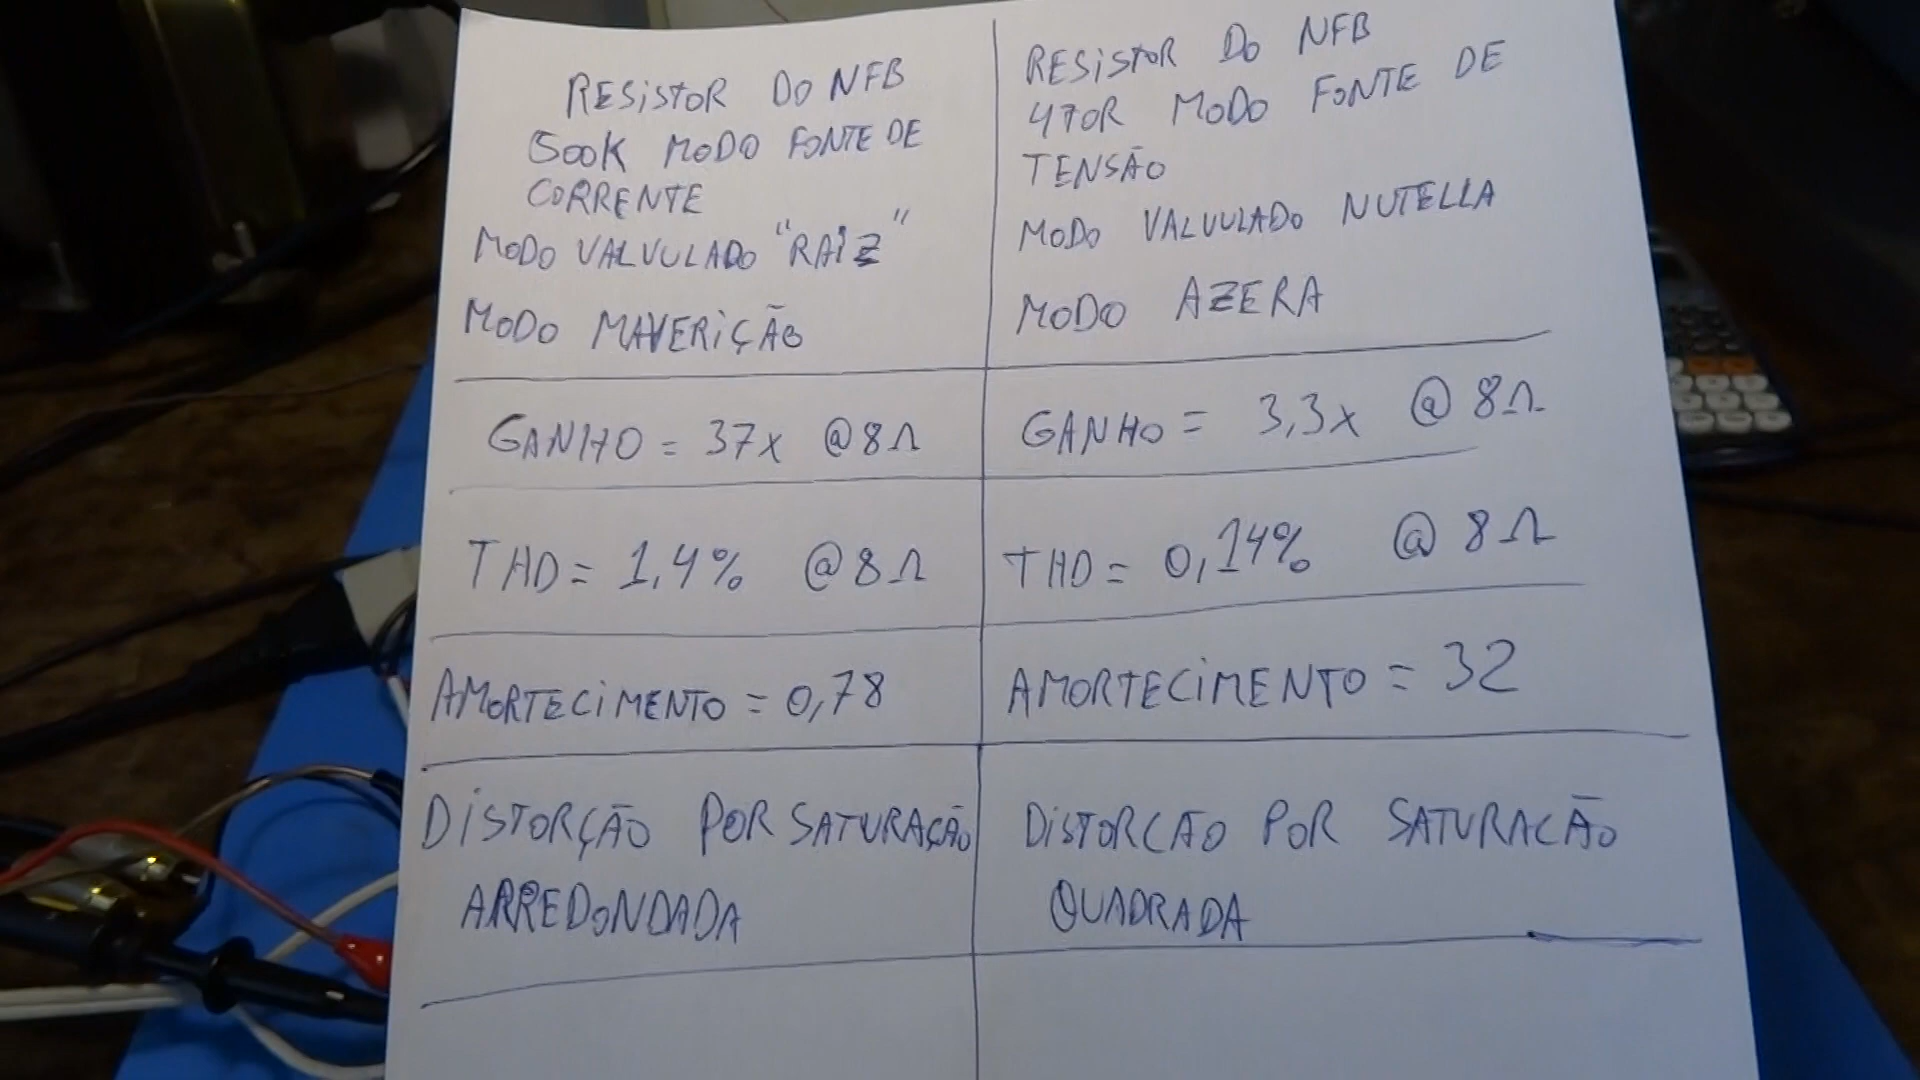 RESISTOR DO NFB
500K MODO FONTE DE
CORRENTE
MODO VALVULADO "RAIZ"
MODO MAVERIÇÃO
GANHO = 37x @8Ω
THD = 1,4% @8Ω
AMORTECIMENTO = 0,78
DISTORÇÃO POR SATURAÇÃO
ARREDONDADA
RESISTOR DO NFB
470R MODO FONTE DE
TENSÃO
MODO VALVULADO NUTELLA
MODO AZERA
GANHO = 3,3x @ 8Ω
THD = 0,14% @ 8Ω
AMORTECIMENTO = 32
DISTORCAO POR SATURACÃO
QUADRADA